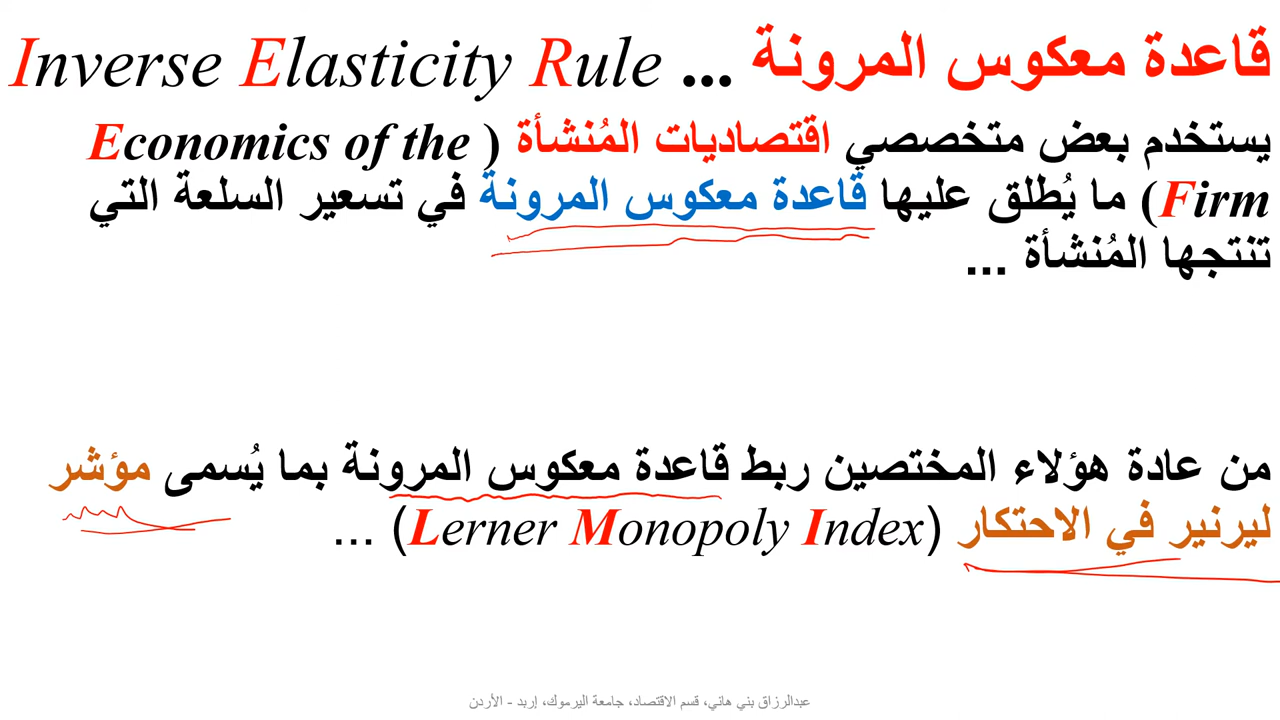 قاعدة معكوس المرونة ... Inverse Elasticity Rule
يستخدم بعض متخصصي اقتصاديات المُنشأة (Economics of the
Firm) ما يُطلق عليها قاعدة معكوس المرونة في تسعير السلعة التي
تنتجها المُنشأة ...
من عادة هؤلاء المختصين ربط قاعدة معكوس المرونة بما يُسمى مؤشر
ليرنير في الاحتكار (Lerner Monopoly Index) ...
عبدالرزاق بني هاني، قسم الاقتصاد، جامعة اليرموك، إربد - الأردن